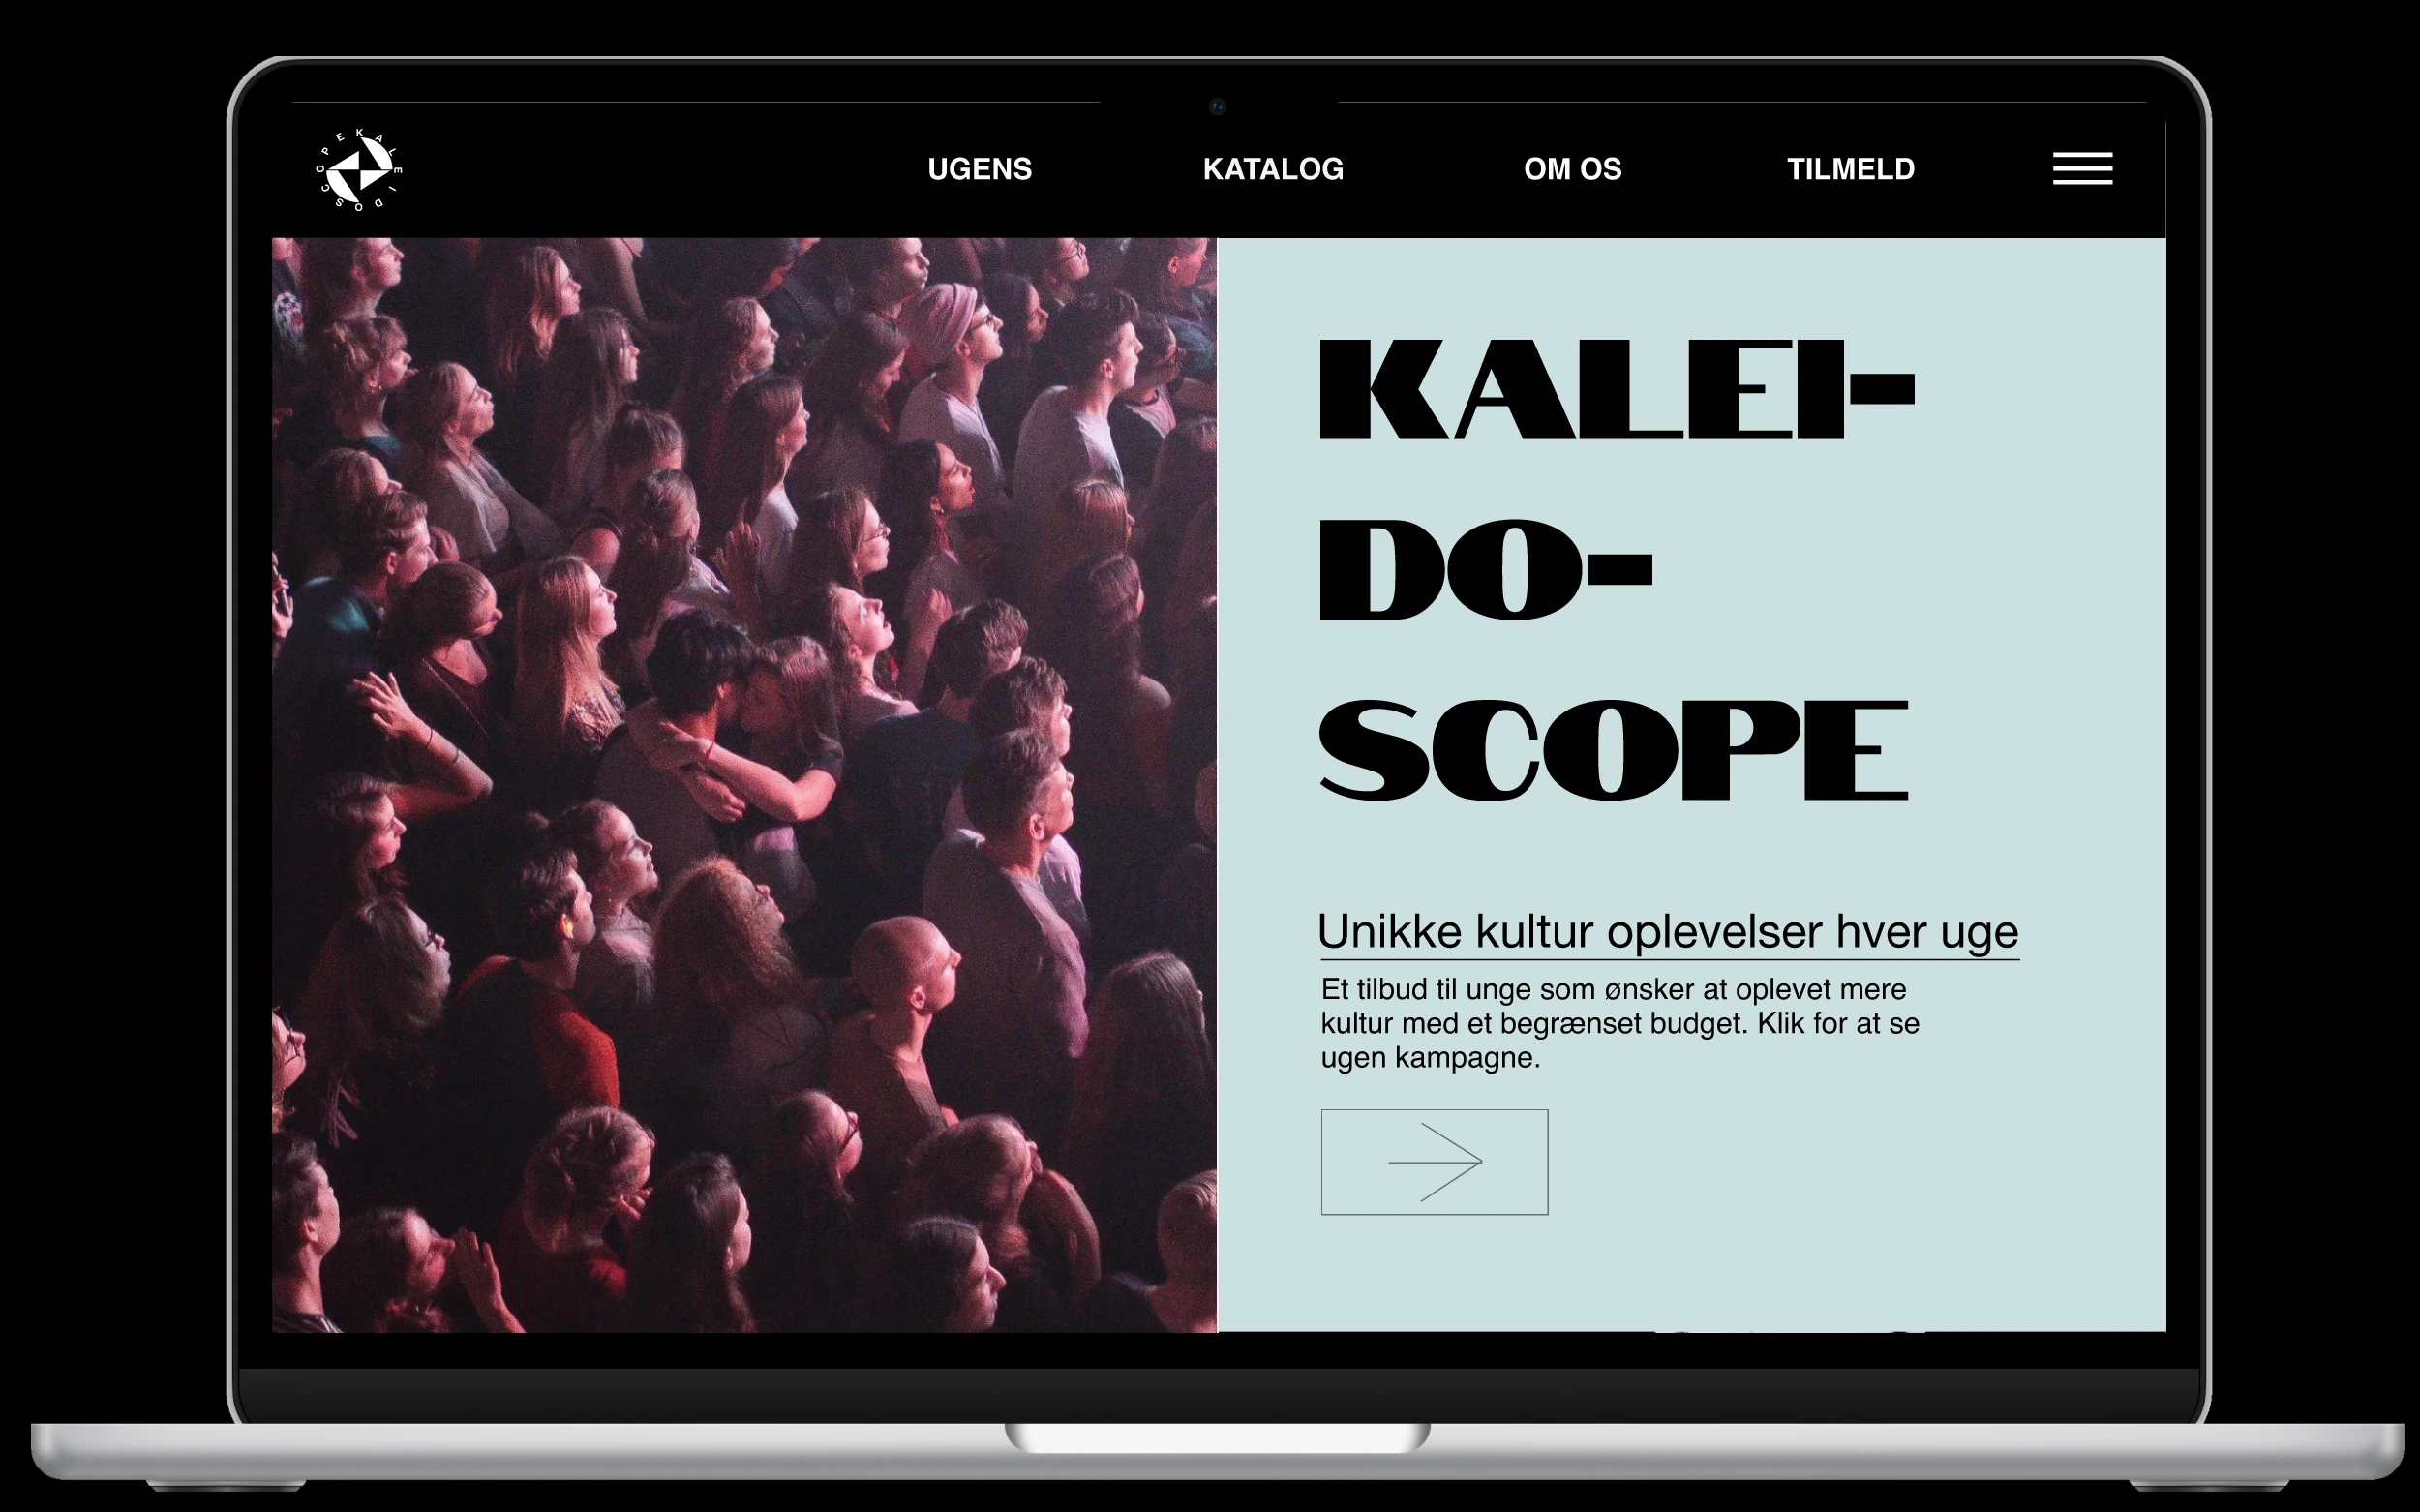 KALEIDOSCOPE
UGENS
KATALOG
OM OS
TILMELD
KALEI-
DO-
SCOPE
Unikke kultur oplevelser hver uge
Et tilbud til unge som ønsker at oplevet mere
kultur med et begrænset budget. Klik for at se
ugen kampagne.